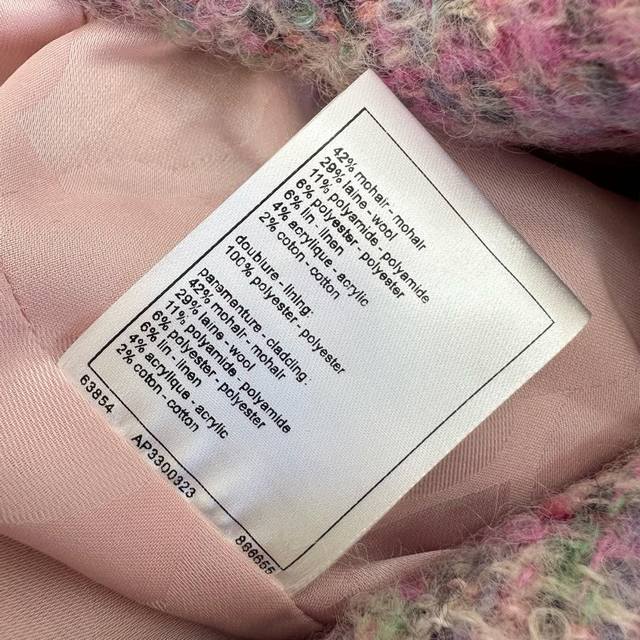 42% mohair - mohair
29% laine - wool
11% polyamide - polyamide
6% polyester - polyester
6% lin - linen
4% acrylique - acrylic
2% coton - cotton
doublure - lining:
100% polyester - polyester
parementure - cladding:
42% mohair - mohair
29% laine - wool
11% polyamide - polyamide
6% polyester - polyester
6% lin - linen
4% acrylique - acrylic
2% coton - cotton
63854 AP3300323 866655